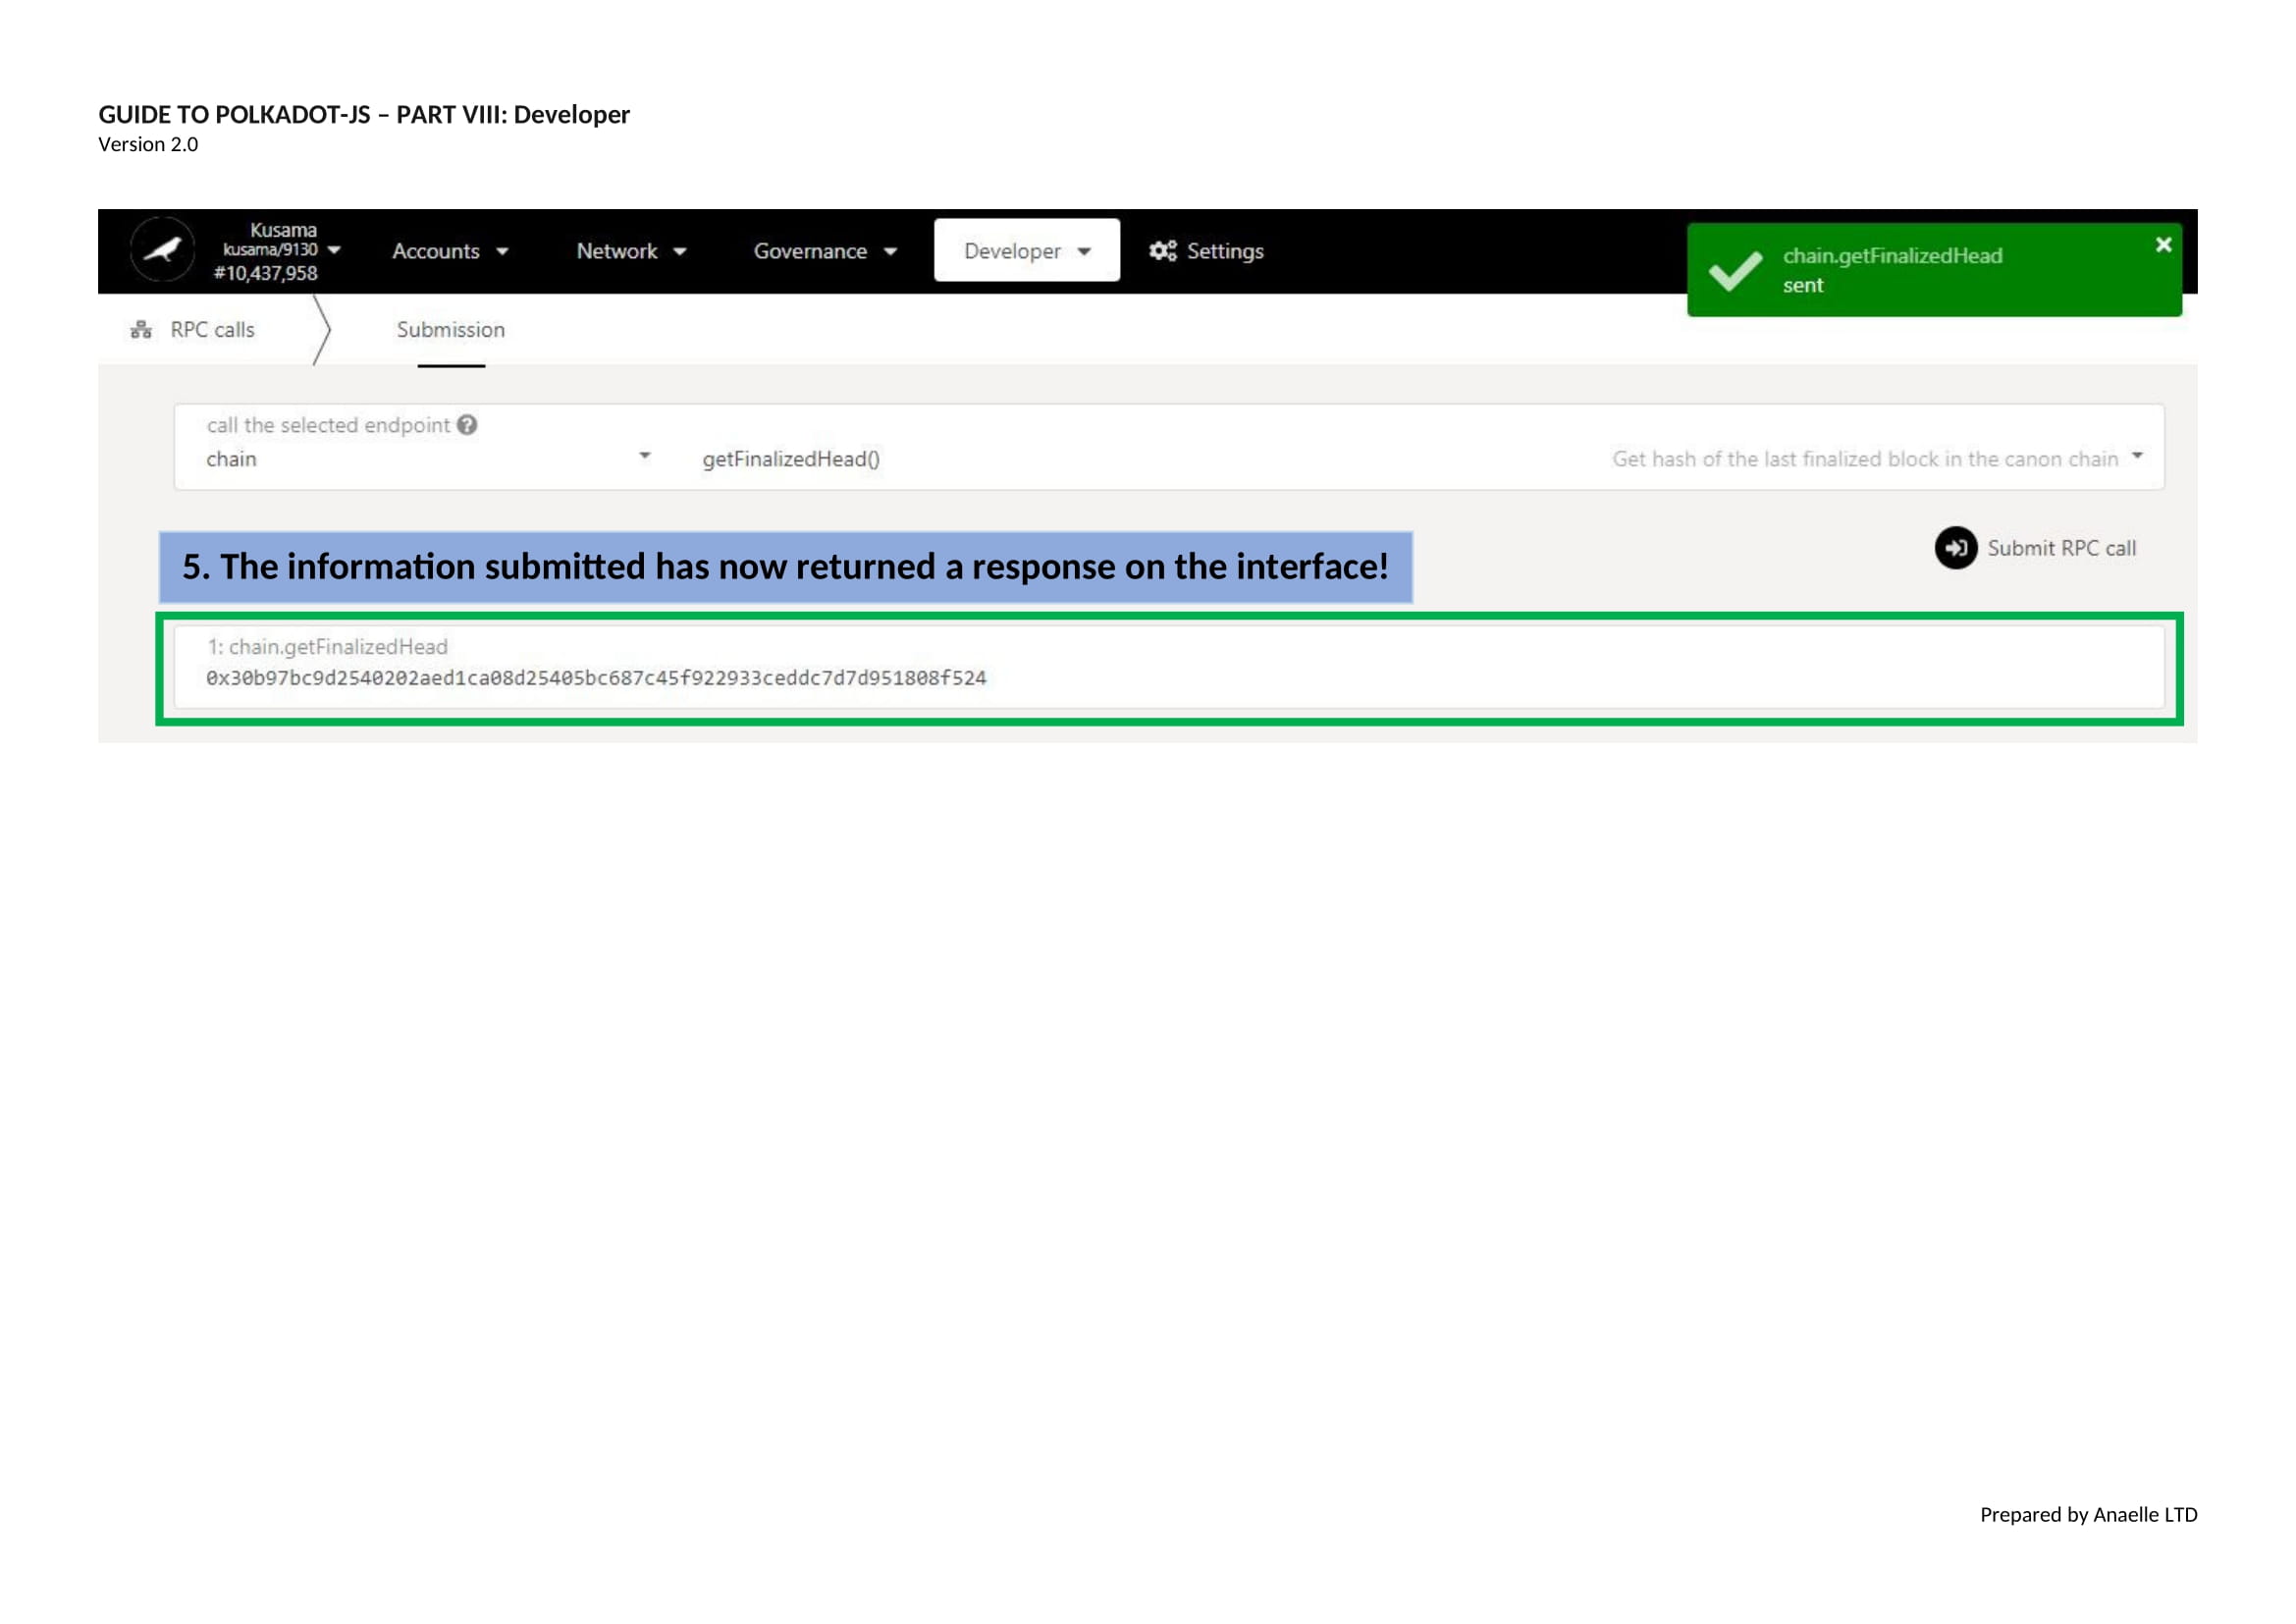 GUIDE TO POLKADOT-JS – PART VIII: Developer
Version 2.0
Kusama
kusama/9130
#10,437,958
Accounts
Network
Governance
Developer
Settings
chain.getFinalizedHead
sent
RPC calls
Submission
call the selected endpoint
chain
getFinalizedHead()
Get hash of the last finalized block in the canon chain
Submit RPC call
5. The information submitted has now returned a response on the interface!
1: chain.getFinalizedHead
0x30b97bc9d2540202aed1ca08d25405bc687c45f922933ceddc7d7d951808f524
Prepared by Anaelle LTD